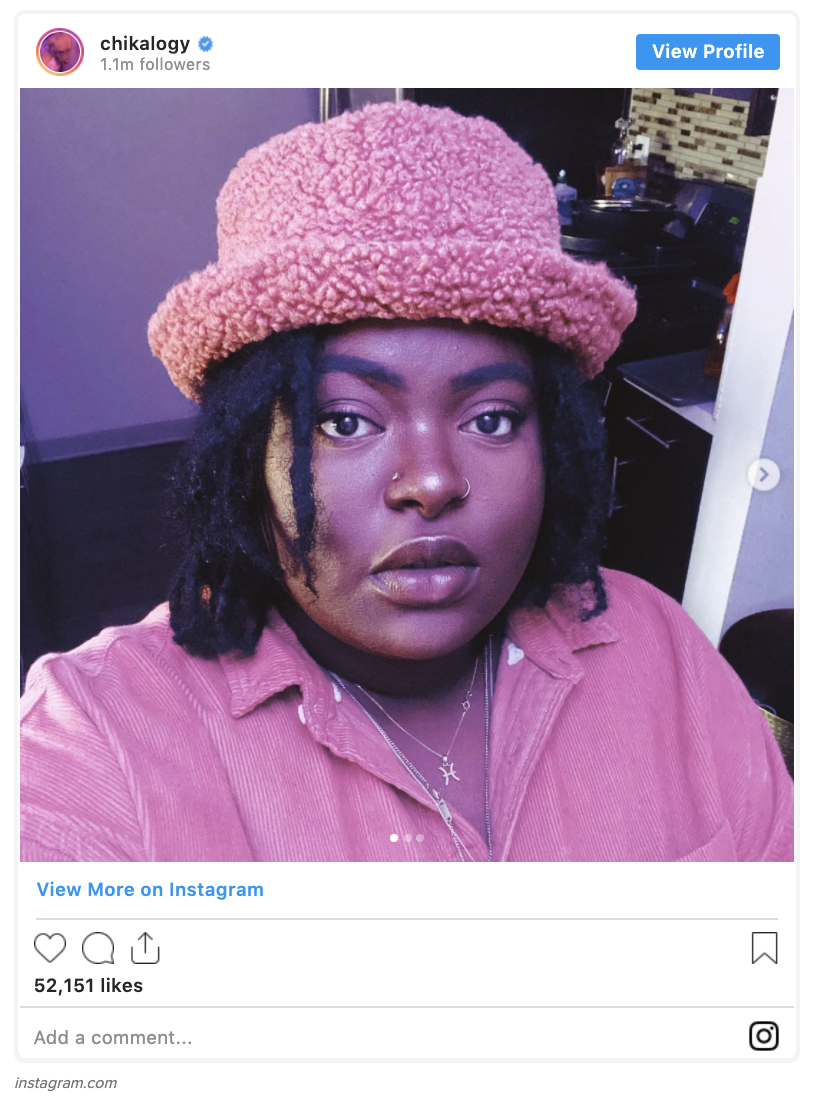 chikalogy
1.1m followers
View Profile
View More on Instagram
52,151 likes
Add a comment...
instagram.com